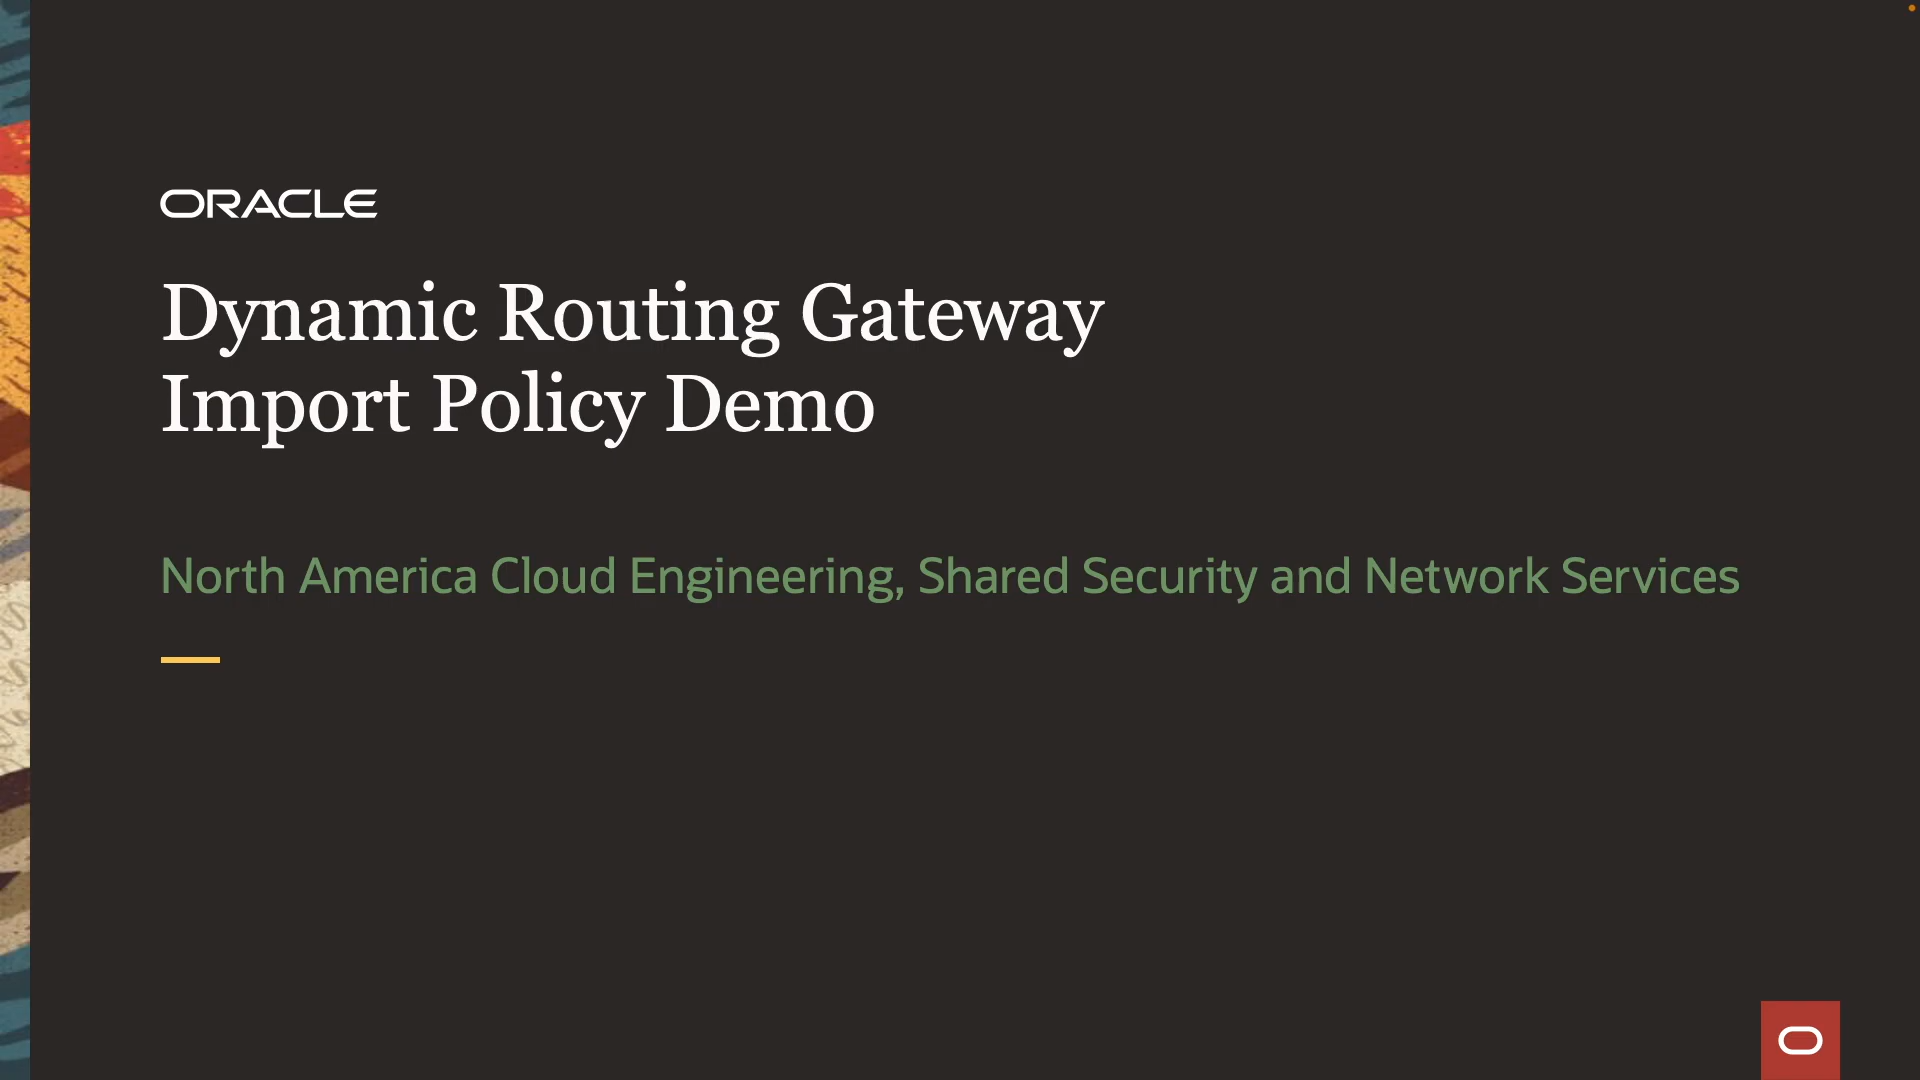 ORACLE
Dynamic Routing Gateway
Import Policy Demo
North America Cloud Engineering, Shared Security and Network Services